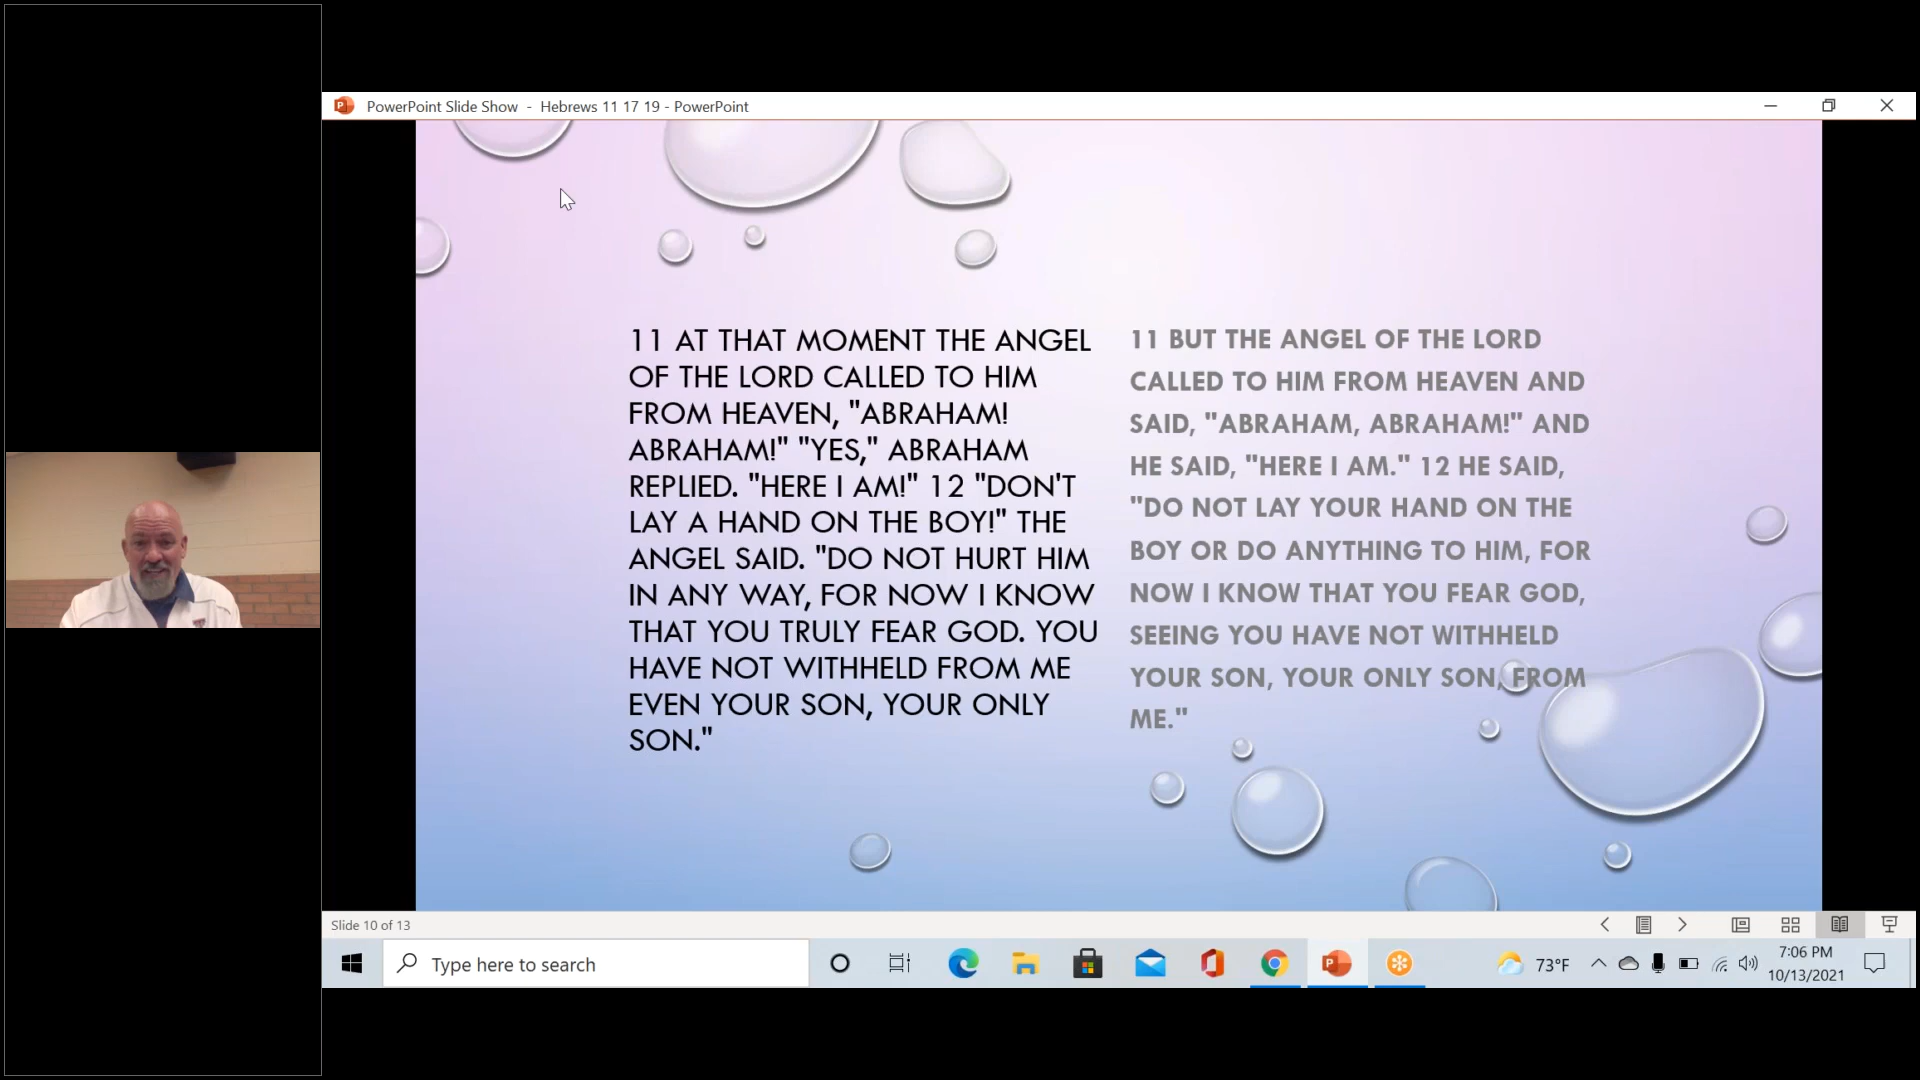 PowerPoint Slide Show - Hebrews 11 17 19 - PowerPoint
11 AT THAT MOMENT THE ANGEL
OF THE LORD CALLED TO HIM
FROM HEAVEN, "ABRAHAM!
ABRAHAM!" "YES," ABRAHAM
REPLIED. "HERE I AM!" 12 "DON'T
LAY A HAND ON THE BOY!" THE
ANGEL SAID. "DO NOT HURT HIM
IN ANY WAY, FOR NOW I KNOW
THAT YOU TRULY FEAR GOD. YOU
HAVE NOT WITHHELD FROM ME
EVEN YOUR SON, YOUR ONLY
SON."
11 BUT THE ANGEL OF THE LORD
CALLED TO HIM FROM HEAVEN AND
SAID, "ABRAHAM, ABRAHAM!" AND
HE SAID, "HERE I AM." 12 HE SAID,
"DO NOT LAY YOUR HAND ON THE
BOY OR DO ANYTHING TO HIM, FOR
NOW I KNOW THAT YOU FEAR GOD,
SEEING YOU HAVE NOT WITHHELD
YOUR SON, YOUR ONLY SON, FROM
ME."
Slide 10 of 13
Type here to search
73°F
7:06 PM
10/13/2021